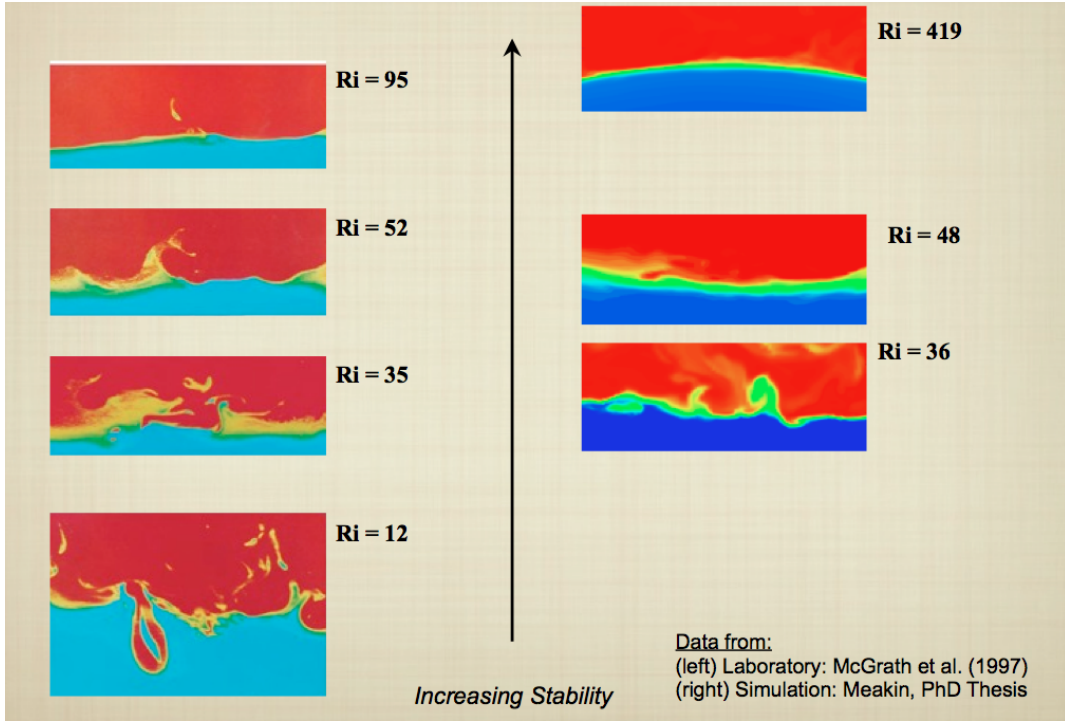 Ri = 95
Ri = 52
Ri = 35
Ri = 12
Ri = 419
Ri = 48
Ri = 36
Increasing Stability
Data from:
(left) Laboratory: McGrath et al. (1997)
(right) Simulation: Meakin, PhD Thesis